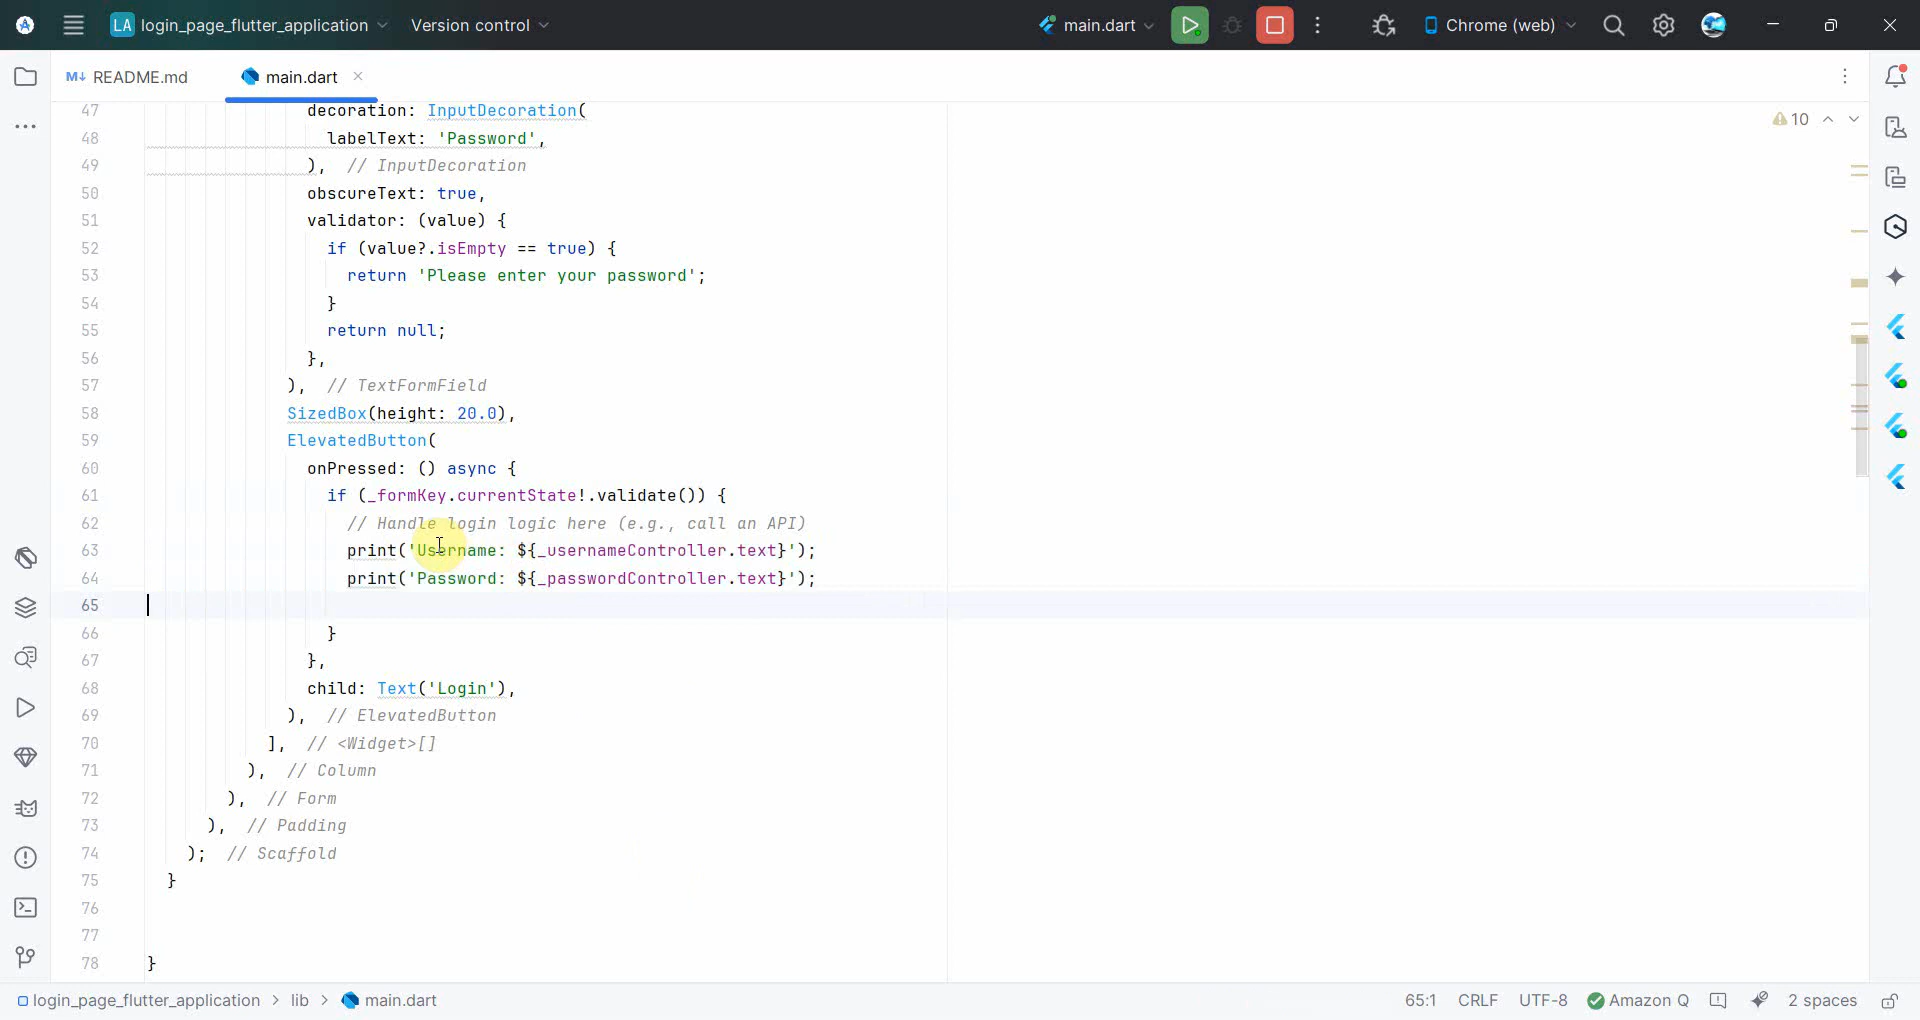 LA login_page_flutter_application Version control main.dart Chrome (web)
M↓ README.md main.dart
10
47 decoration: InputDecoration(
48 labelText: 'Password',
49 ), // InputDecoration
50 obscureText: true,
51 validator: (value) {
52 if (value?.isEmpty == true) {
53 return 'Please enter your password';
54 }
55 return null;
56 },
57 ), // TextFormField
58 SizedBox(height: 20.0),
59 ElevatedButton(
60 onPressed: () async {
61 if (_formKey.currentState!.validate()) {
62 // Handle login logic here (e.g., call an API)
63 print('Username: ${_usernameController.text}');
64 print('Password: ${_passwordController.text}');
65
66 }
67 },
68 child: Text('Login'),
69 ), // ElevatedButton
70 ], // <Widget>[]
71 ), // Column
72 ), // Form
73 ), // Padding
74 ); // Scaffold
75 }
76
77
78 }
login_page_flutter_application > lib > main.dart 65:1 CRLF UTF-8 Amazon Q 2 spaces